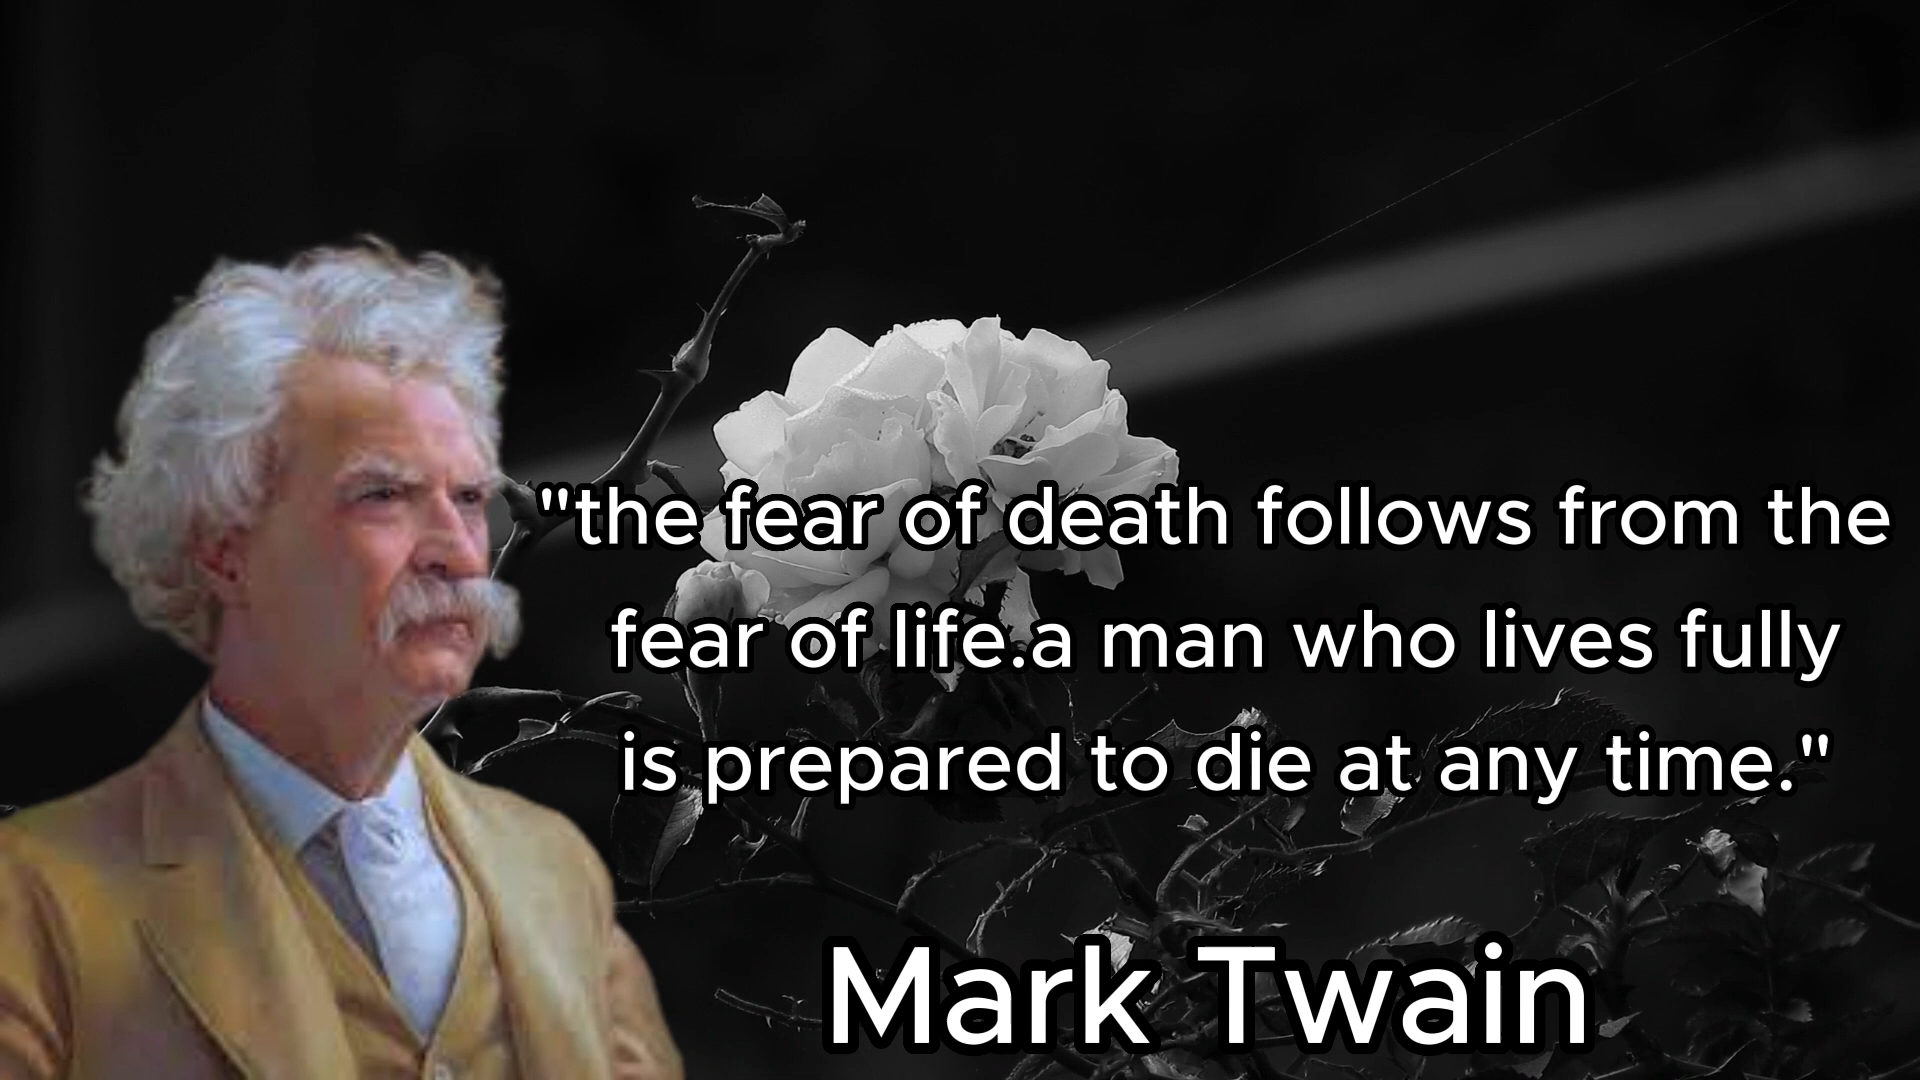 "the fear of death follows from the
fear of life.a man who lives fully
is prepared to die at any time."
Mark Twain